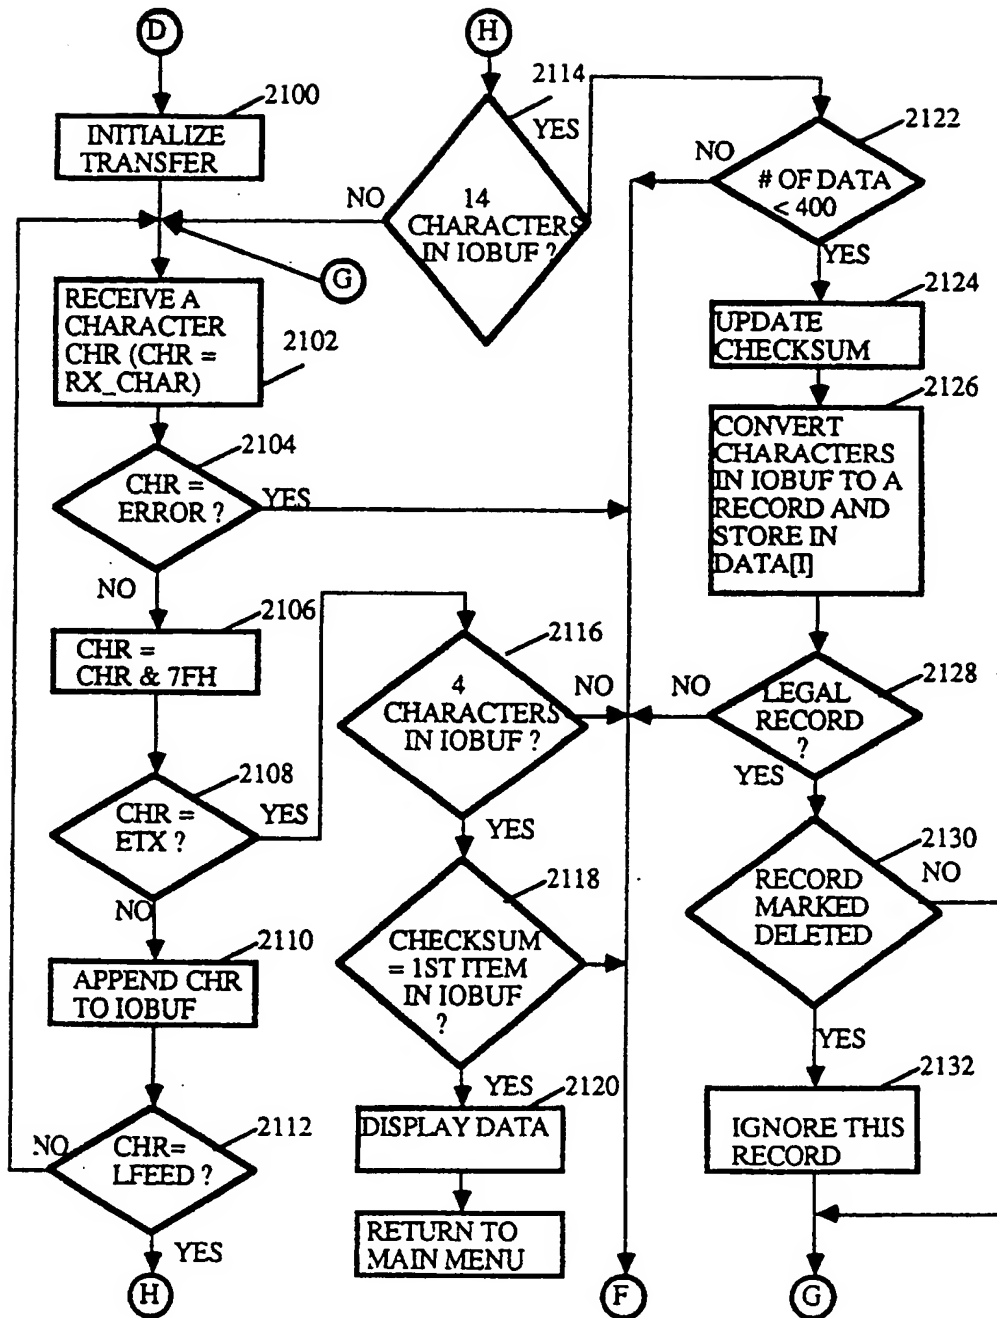 D
2100
INITIALIZE
TRANSFER
G
RECEIVE A
CHARACTER
CHR (CHR =
RX_CHAR)
2102
2104
CHR =
ERROR ?
YES
NO
2106
CHR =
CHR & 7FH
2108
CHR =
ETX ?
YES
NO
2110
APPEND CHR
TO IOBUF
2112
CHR=
LFEED ?
NO
YES
H
H
2114
YES
NO
14
CHARACTERS
IN IOBUF ?
2116
4
CHARACTERS
IN IOBUF ?
NO
YES
2118
CHECKSUM
= 1ST ITEM
IN IOBUF
?
YES
2120
DISPLAY DATA
RETURN TO
MAIN MENU
F
2122
NO
# OF DATA
< 400
YES
2124
UPDATE
CHECKSUM
2126
CONVERT
CHARACTERS
IN IOBUF TO A
RECORD AND
STORE IN
DATA[I]
2128
NO
LEGAL
RECORD
?
YES
2130
NO
RECORD
MARKED
DELETED
YES
2132
IGNORE THIS
RECORD
G